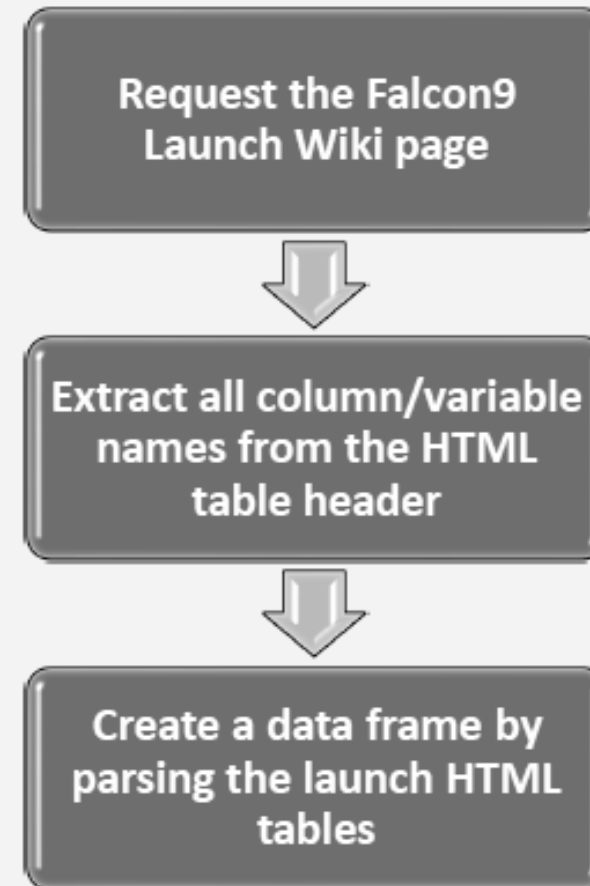 Request the Falcon9
Launch Wiki page
Extract all column/variable
names from the HTML
table header
Create a data frame by
parsing the launch HTML
tables